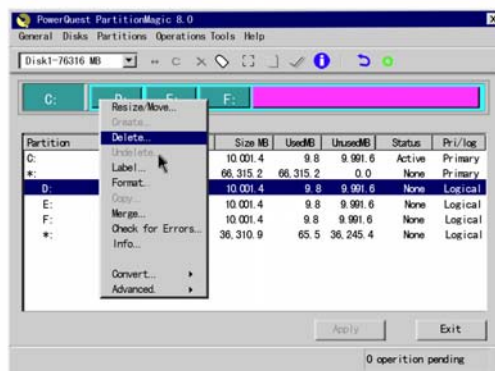 PowerQuest PartitionMagic 8.0
General Disks Partitions Operations Tools Help
Disk1-76316 MB
C: D: E: F:
Resize/Move...
Create...
Delete...
Undelete...
Label...
Format...
Copy...
Merge...
Check for Errors...
Info...
Convert...
Advanced.
Partition Size MB UsedMB UnusedMB Status Pri/log
C: 10.001.4 9.8 9.991.6 Active Primary
*: 66,315.2 66,315.2 0.0 None Primary
D: 10.001.4 9.8 9.991.6 None Logical
E: 10.001.4 9.8 9.991.6 None Logical
F: 10.001.4 9.8 9.991.6 None Logical
*: 36,310.9 65.5 36,245.4 None Logical
Apply Exit
0 operition pending